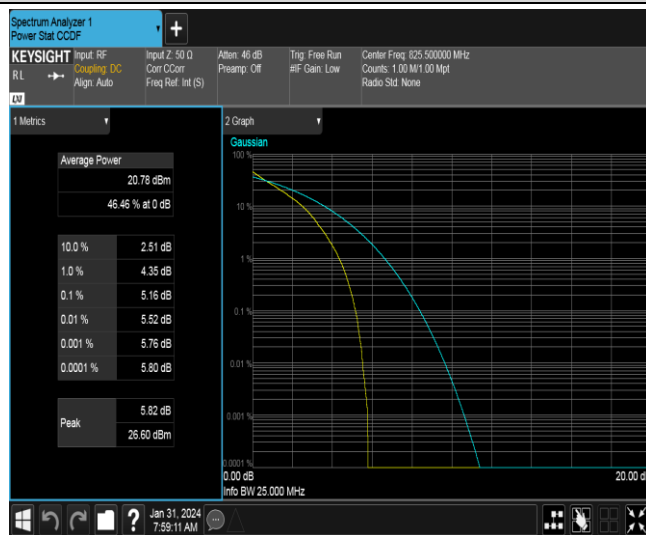 Spectrum Analyzer 1
Power Stat CCDF
+
KEYSIGHT
RL
LXI
Input: RF
Coupling: DC
Align: Auto
Input Z: 50 Ω
Corr CCorr
Freq Ref: Int (S)
Atten: 46 dB
Preamp: Off
Trig: Free Run
#IF Gain: Low
Center Freq: 825.500000 MHz
Counts: 1.00 M/1.00 Mpt
Radio Std: None
1 Metrics
Average Power
20.78 dBm
46.46 % at 0 dB
10.0 % 2.51 dB
1.0 % 4.35 dB
0.1 % 5.16 dB
0.01 % 5.52 dB
0.001 % 5.76 dB
0.0001 % 5.80 dB
Peak
5.82 dB
26.60 dBm
2 Graph
Gaussian
100 %
10 %
1 %
0.1 %
0.01 %
0.001 %
0.0001 %
0.00 dB
20.00 d
Info BW 25.000 MHz
?
Jan 31, 2024
7:59:11 AM